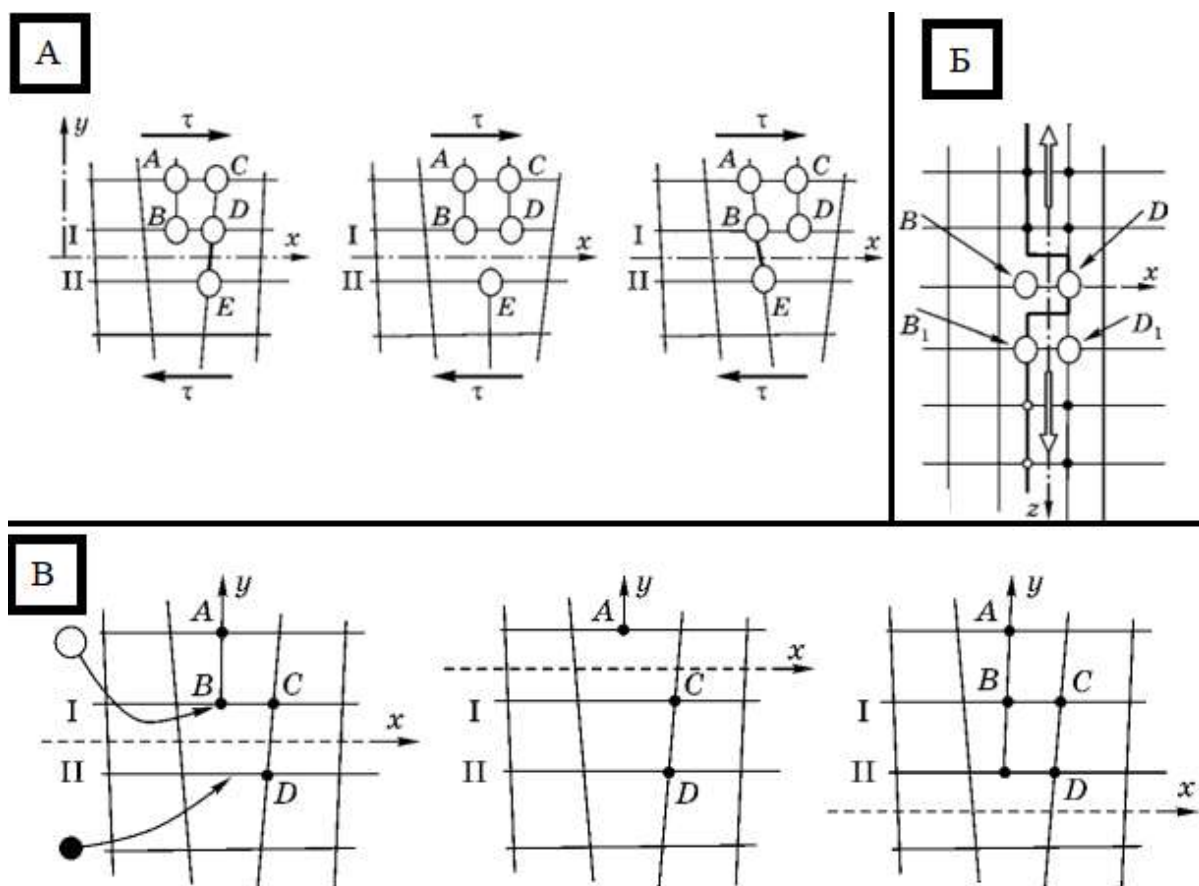 А
τ τ τ
y A C A C A C
B D B D B D
I x I x I x
II E II E II E
τ τ τ
Б
B D
x
B₁ D₁
z
В
y y y
A A A
x
B C C B C
I I I
x
II II II
D D D
x